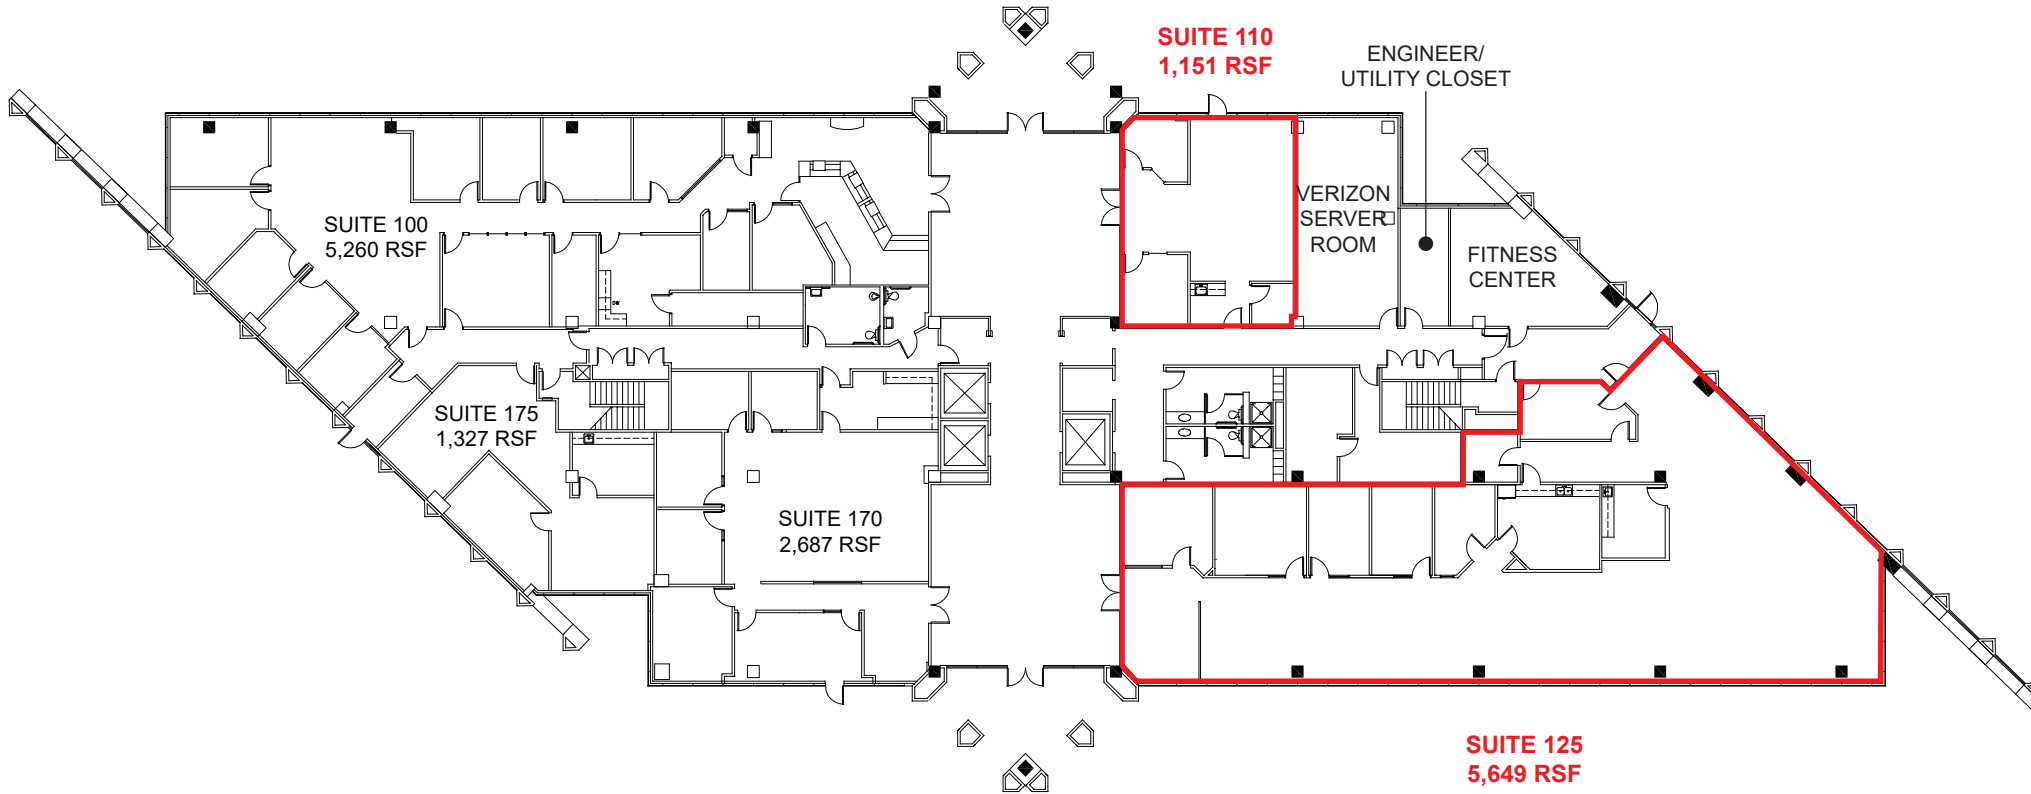 SUITE 110
1,151 RSF
ENGINEER/
UTILITY CLOSET
SUITE 100
5,260 RSF
VERIZON
SERVER
ROOM
FITNESS
CENTER
DW
SUITE 175
1,327 RSF
SUITE 170
2,687 RSF
SUITE 125
5,649 RSF